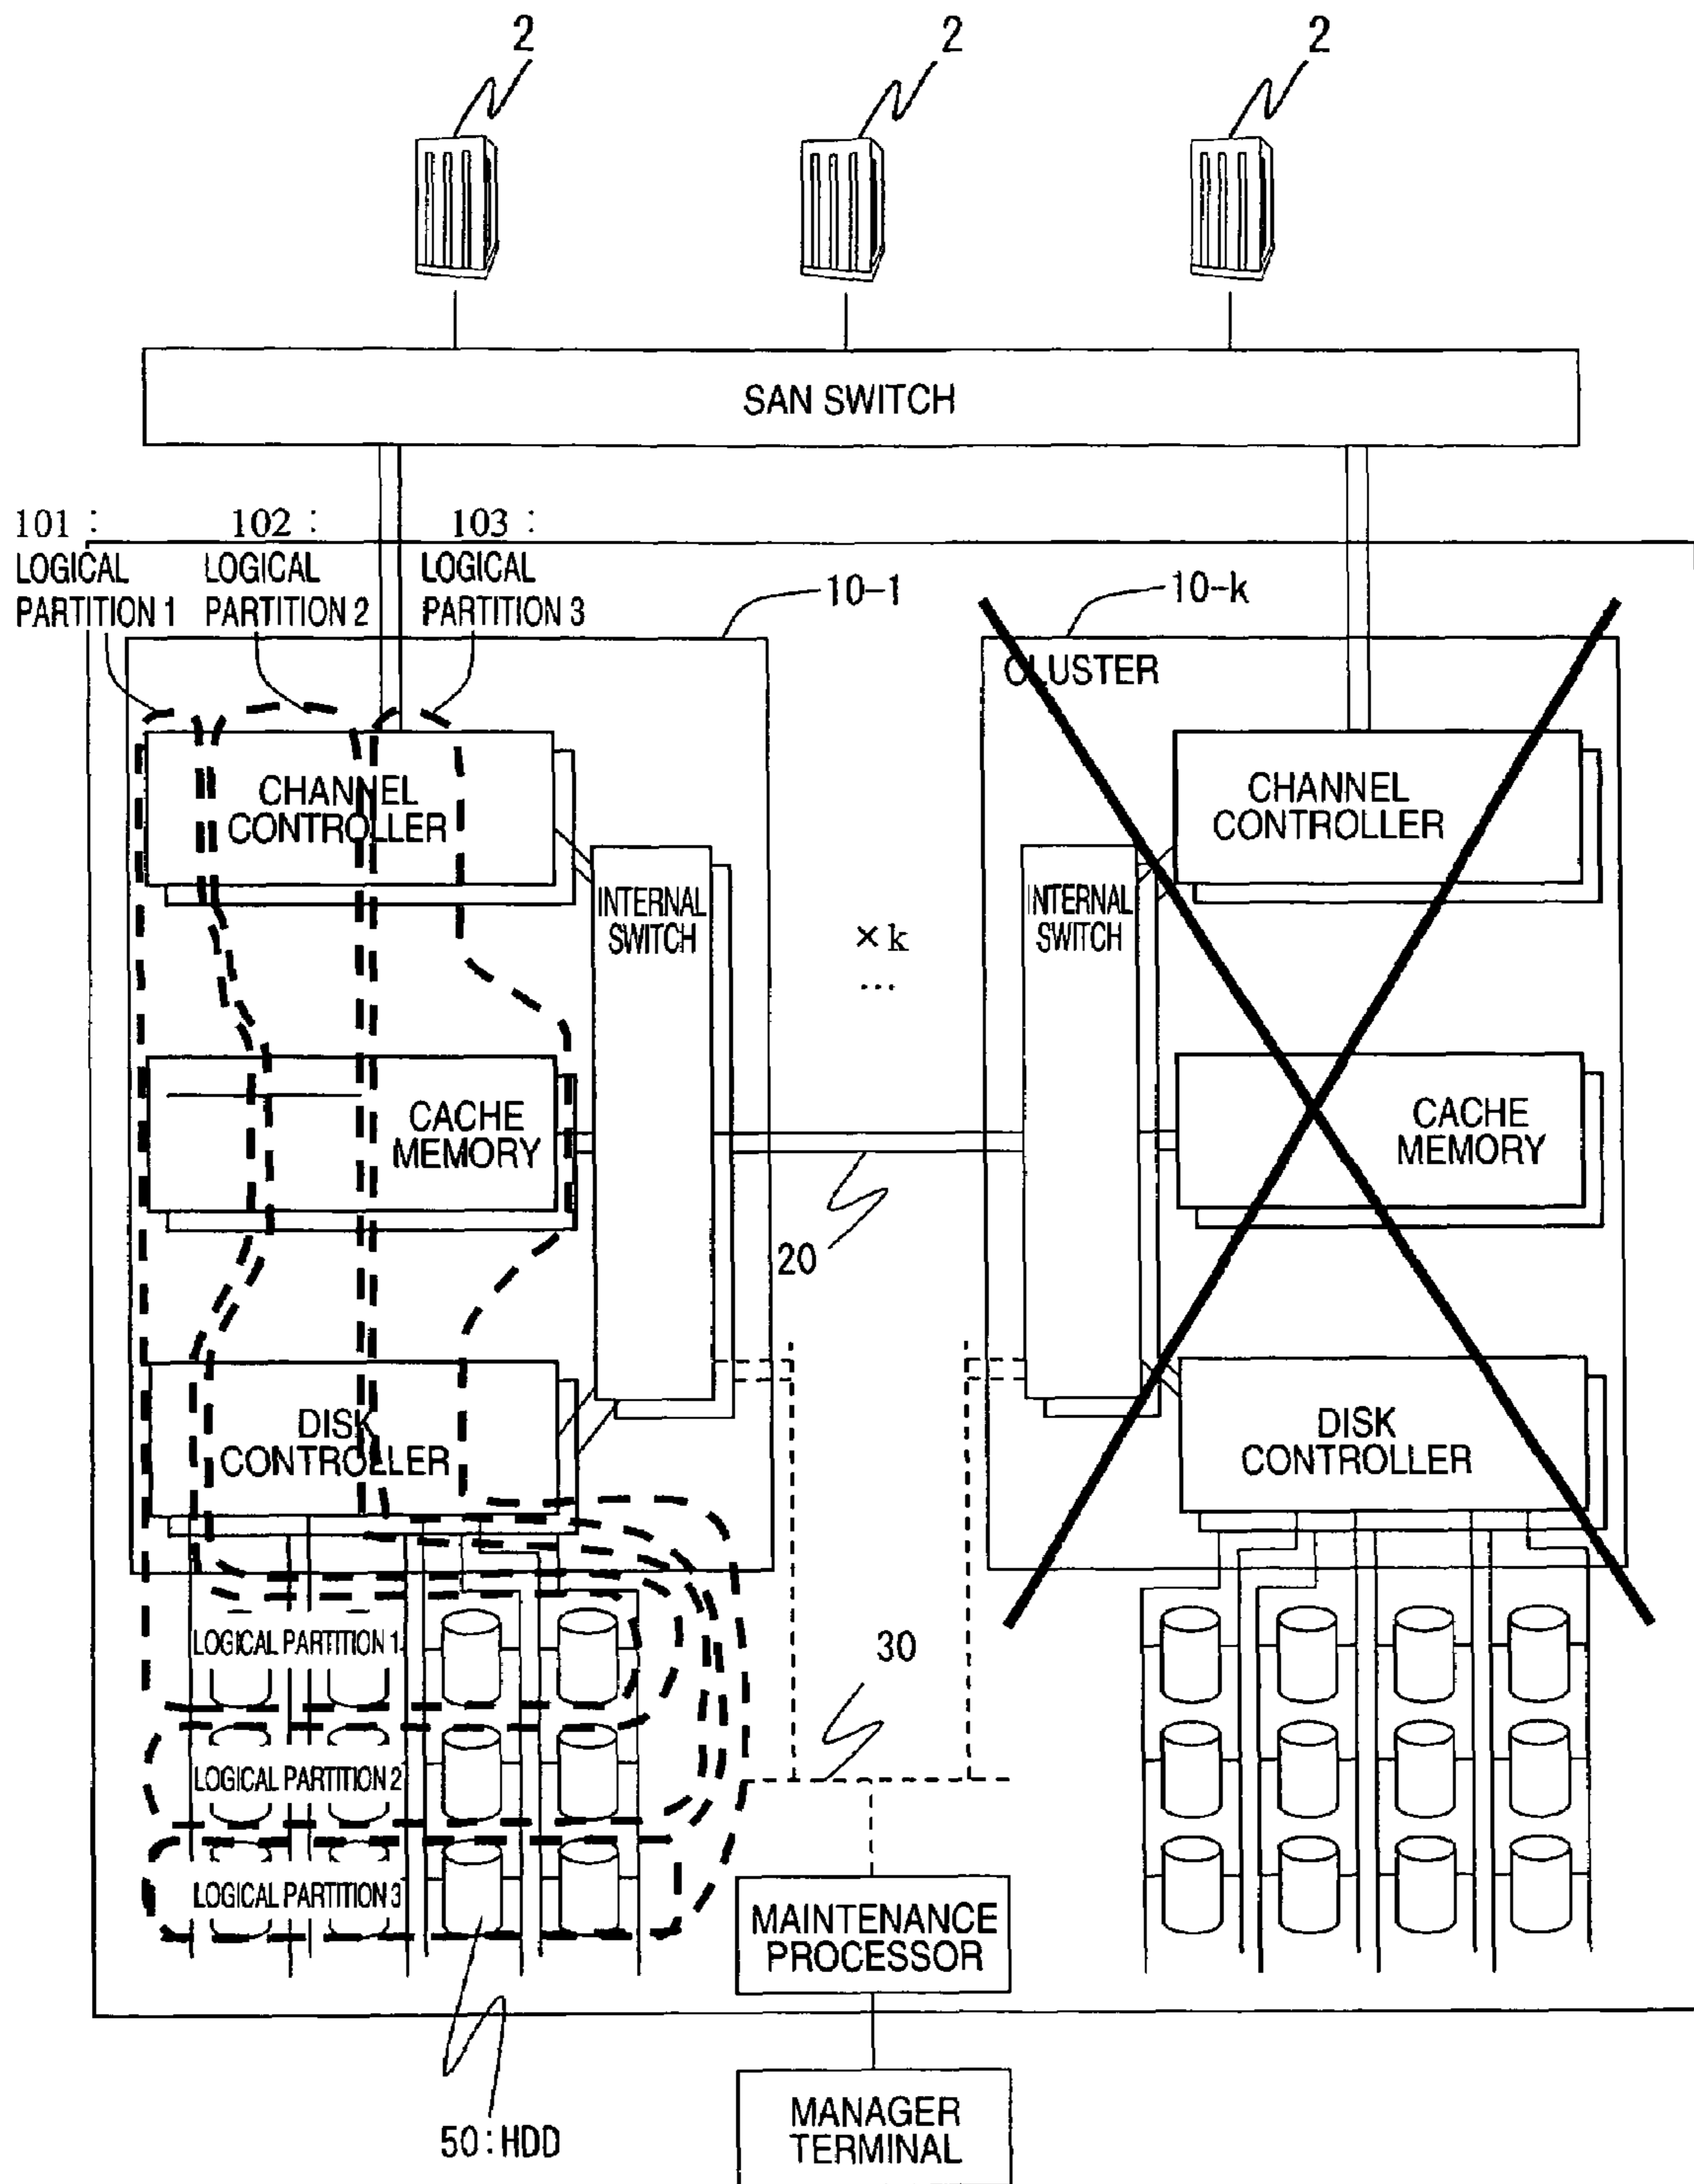 2
2
2
SAN SWITCH
101 :
LOGICAL
PARTITION 1
102 :
LOGICAL
PARTITION 2
103 :
LOGICAL
PARTITION 3
10-1
10-k
CLUSTER
CHANNEL
CONTROLLER
INTERNAL
SWITCH
×k
...
INTERNAL
SWITCH
CHANNEL
CONTROLLER
CACHE
MEMORY
CACHE
MEMORY
20
DISK
CONTROLLER
DISK
CONTROLLER
LOGICAL PARTITION 1
30
LOGICAL PARTITION 2
LOGICAL PARTITION 3
MAINTENANCE
PROCESSOR
50:HDD
MANAGER
TERMINAL